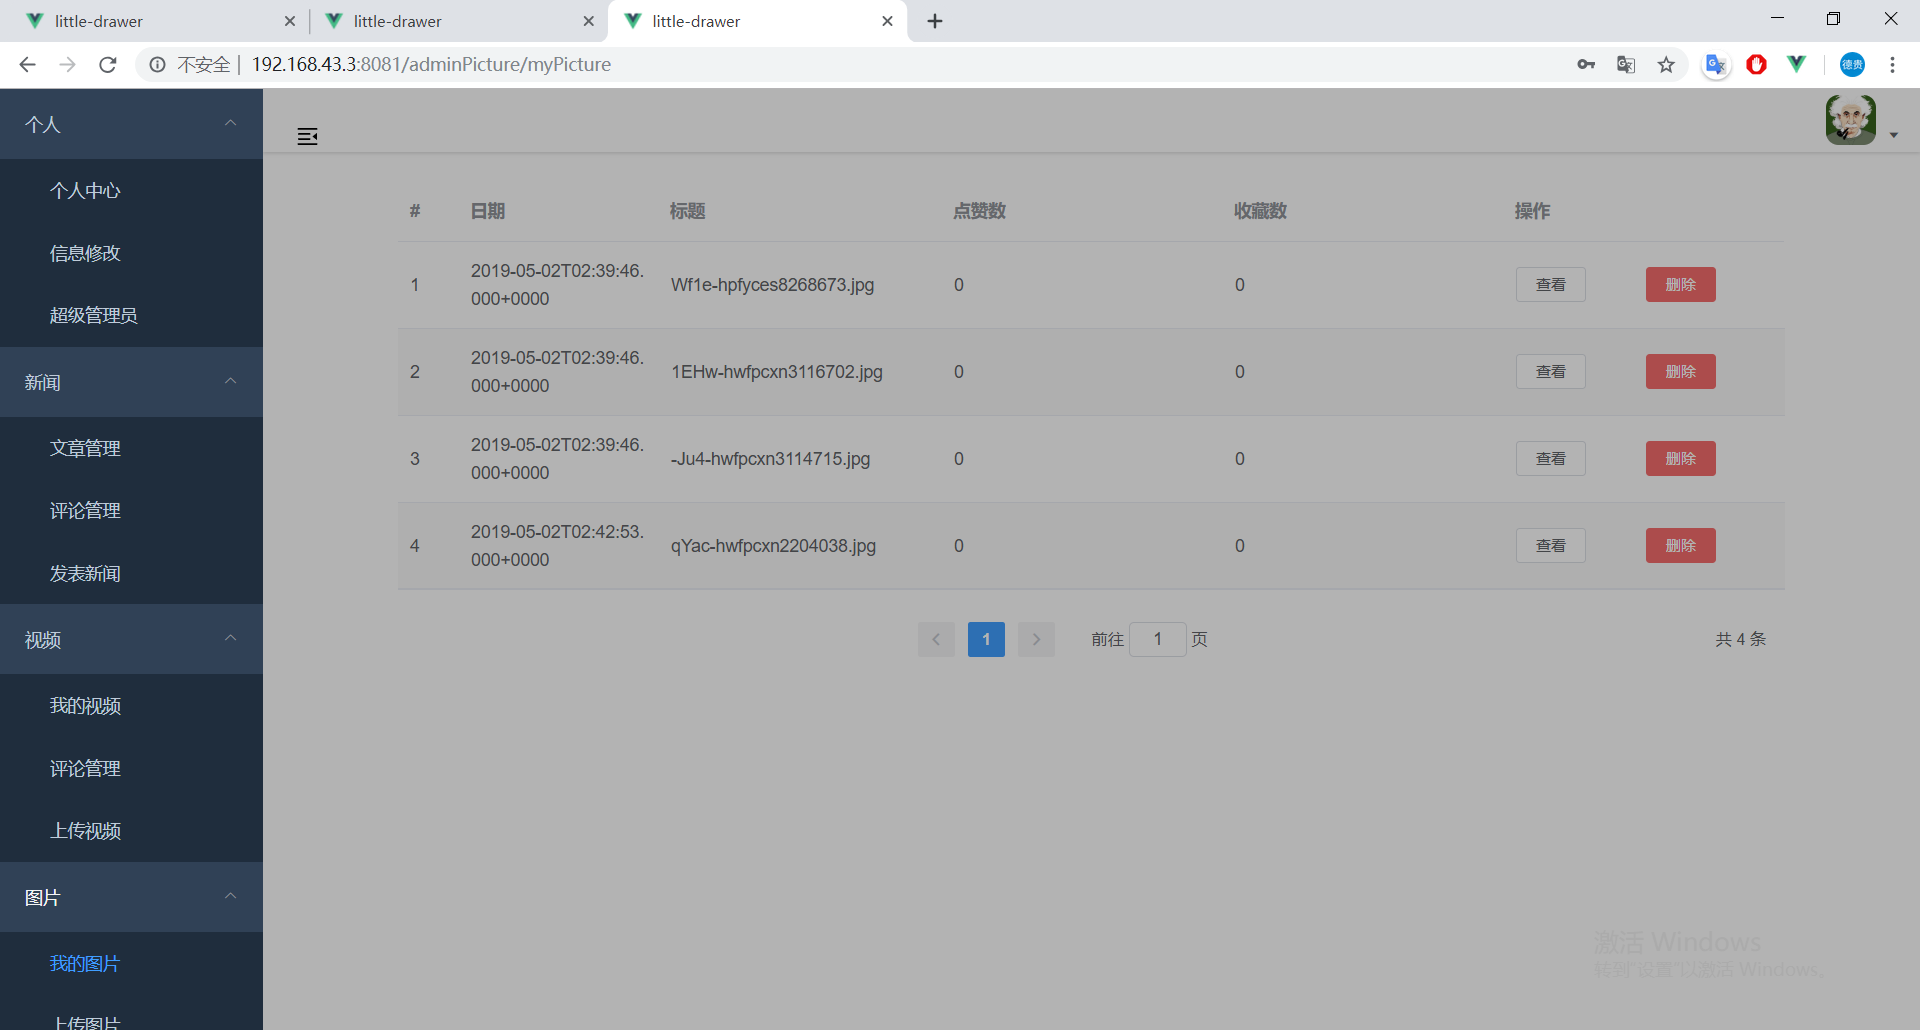 little-drawer
little-drawer
little-drawer
不安全 | 192.168.43.3:8081/adminPicture/myPicture
德贵
个人
个人中心
信息修改
超级管理员
新闻
文章管理
评论管理
发表新闻
视频
我的视频
评论管理
上传视频
图片
我的图片
上传图片
# 日期 标题 点赞数 收藏数 操作
1 2019-05-02T02:39:46.
000+0000 Wf1e-hpfyces8268673.jpg 0 0 查看 删除
2 2019-05-02T02:39:46.
000+0000 1EHw-hwfpcxn3116702.jpg 0 0 查看 删除
3 2019-05-02T02:39:46.
000+0000 -Ju4-hwfpcxn3114715.jpg 0 0 查看 删除
4 2019-05-02T02:42:53.
000+0000 qYac-hwfpcxn2204038.jpg 0 0 查看 删除
1 前往 1 页 共 4 条
激活 Windows
转到"设置"以激活 Windows。